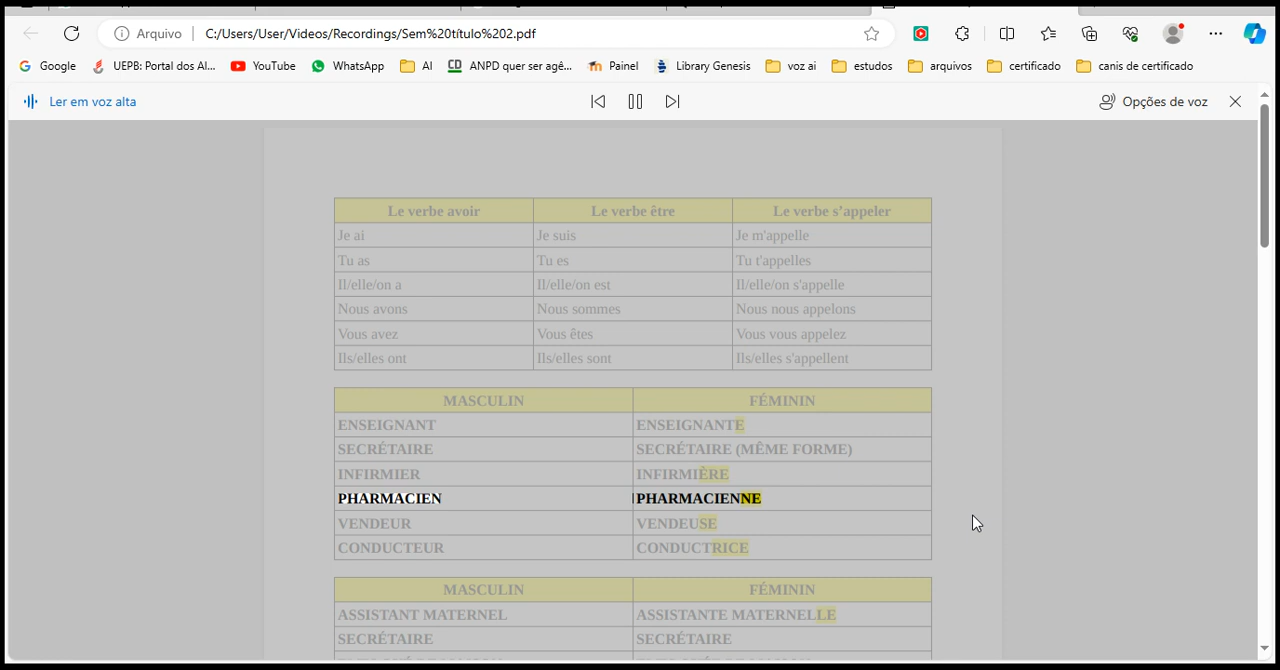 Arquivo C:/Users/User/Videos/Recordings/Sem%20título%202.pdf
Google UEPB: Portal dos Al... YouTube WhatsApp AI ANPD quer ser agê... Painel Library Genesis voz ai estudos arquivos certificado canis de certificado
Ler em voz alta Opções de voz
Le verbe avoir Le verbe être Le verbe s'appeler
Je ai Je suis Je m'appelle
Tu as Tu es Tu t'appelles
Il/elle/on a Il/elle/on est Il/elle/on s'appelle
Nous avons Nous sommes Nous nous appelons
Vous avez Vous êtes Vous vous appelez
Ils/elles ont Ils/elles sont Ils/elles s'appellent
MASCULIN FÉMININ
ENSEIGNANT ENSEIGNANTE
SECRÉTAIRE SECRÉTAIRE (MÊME FORME)
INFIRMIER INFIRMIÈRE
PHARMACIEN PHARMACIENNE
VENDEUR VENDEUSE
CONDUCTEUR CONDUCTRICE
MASCULIN FÉMININ
ASSISTANT MATERNEL ASSISTANTE MATERNELLE
SECRÉTAIRE SECRÉTAIRE